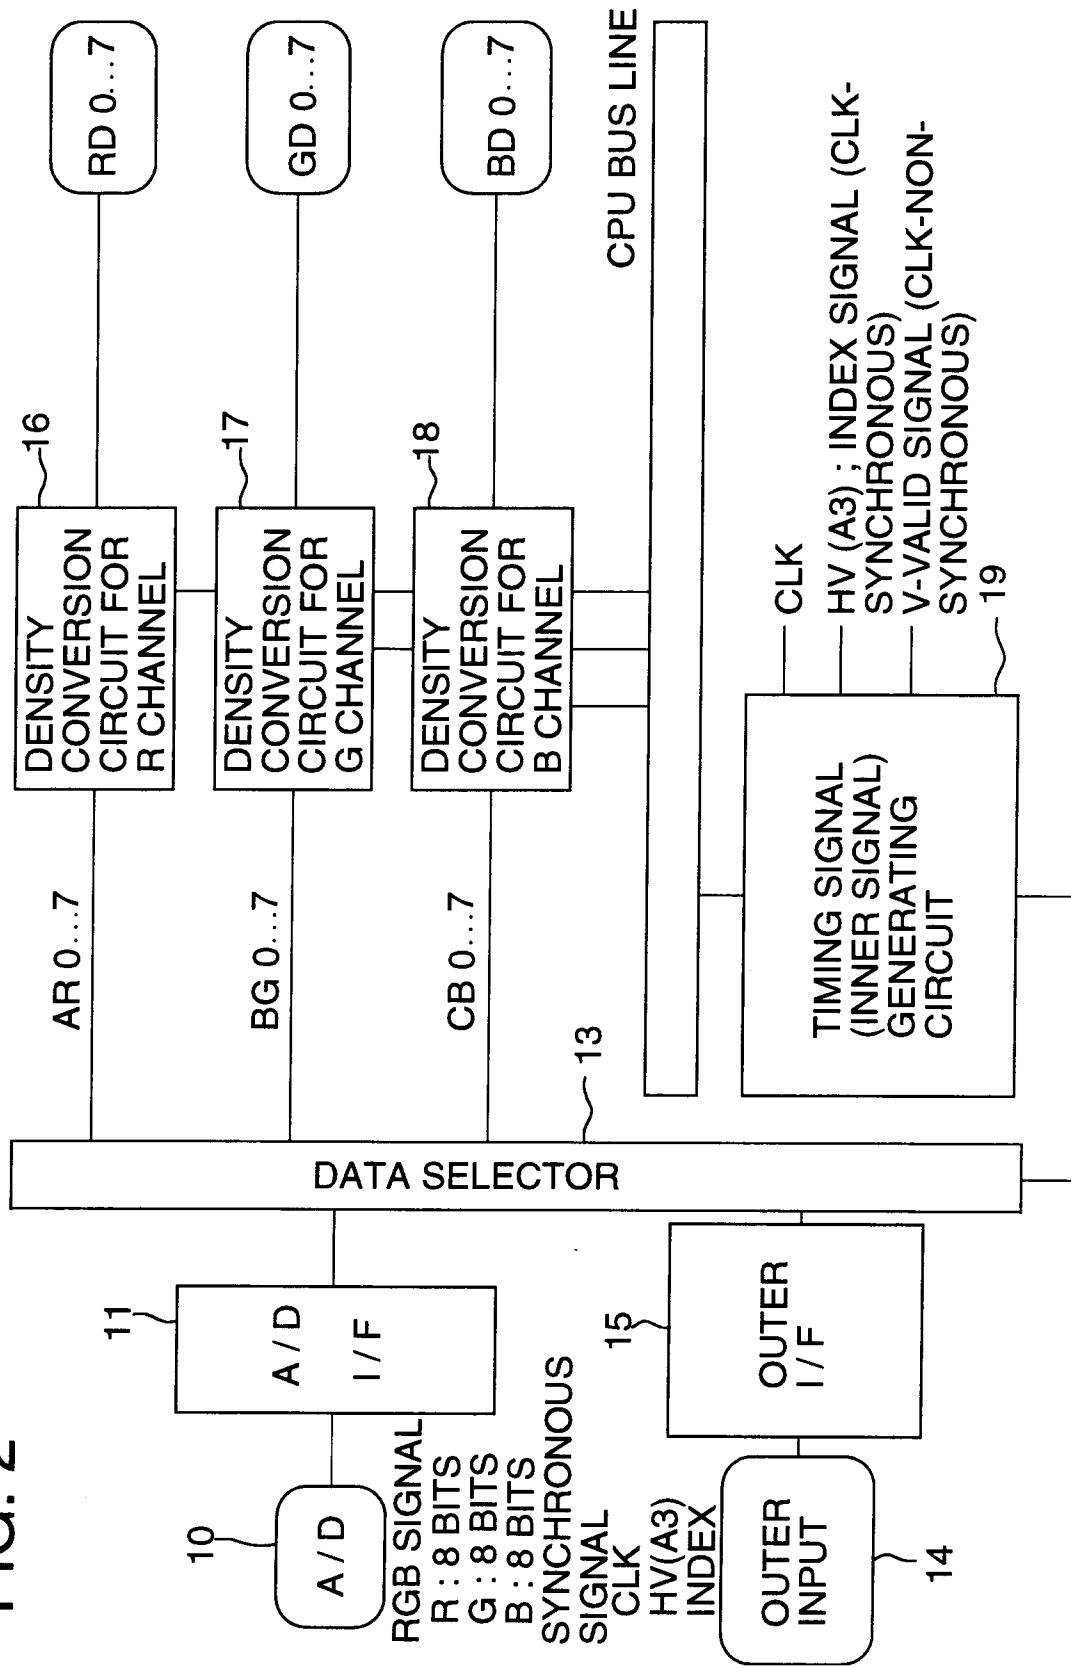 FIG. 2
10
A / D
RGB SIGNAL
R : 8 BITS
G : 8 BITS
B : 8 BITS
SYNCHRONOUS
SIGNAL
CLK
HV(A3)
INDEX
OUTER
INPUT
14
11
A / D
I / F
15
OUTER
I / F
DATA SELECTOR
13
AR 0...7
BG 0...7
CB 0...7
16
DENSITY
CONVERSION
CIRCUIT FOR
R CHANNEL
17
DENSITY
CONVERSION
CIRCUIT FOR
G CHANNEL
18
DENSITY
CONVERSION
CIRCUIT FOR
B CHANNEL
RD 0...7
GD 0...7
BD 0...7
CPU BUS LINE
TIMING SIGNAL
(INNER SIGNAL)
GENERATING
CIRCUIT
19
CLK
HV (A3) ; INDEX SIGNAL (CLK-
SYNCHRONOUS)
V-VALID SIGNAL (CLK-NON-
SYNCHRONOUS)